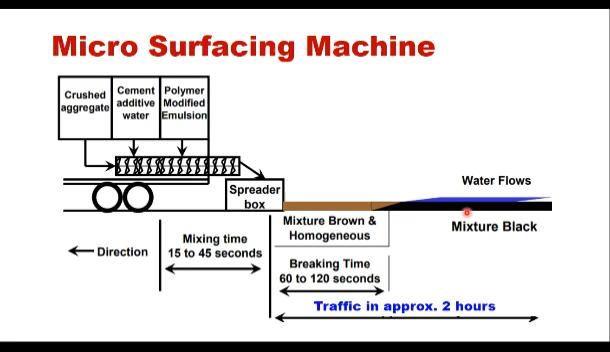 Micro Surfacing Machine
Crushed
aggregate
Cement
additive
water
Polymer
Modified
Emulsion
Spreader
box
Water Flows
Mixture Brown &
Homogeneous
Mixture Black
Direction
Mixing time
15 to 45 seconds
Breaking Time
60 to 120 seconds
Traffic in approx. 2 hours